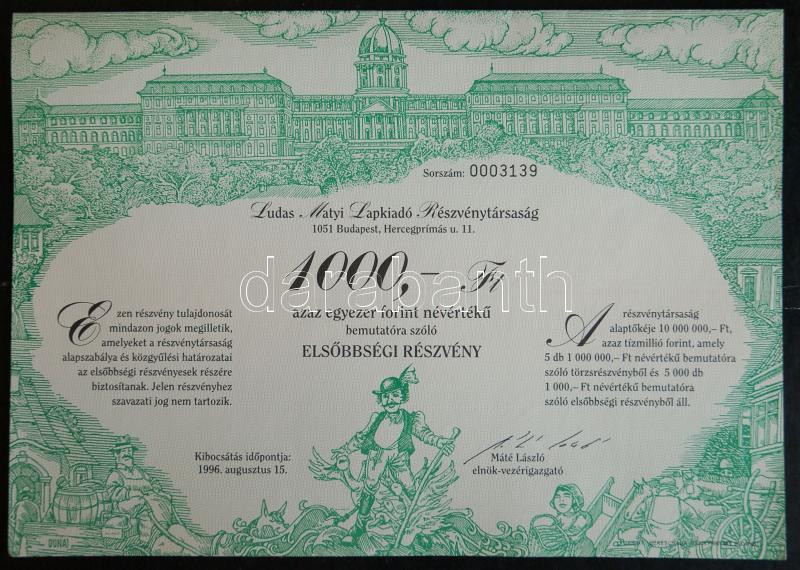 Sorszám: 0003139
Ludas Matyi Lapkiadó Részvénytársaság
1051 Budapest, Hercegprímás u. 11.
1000,– Ft
azaz egyezer forint névértékű
bemutatóra szóló
ELSŐBBSÉGI RÉSZVÉNY
Ezen részvény tulajdonosát
mindazon jogok megilletik,
amelyeket a részvénytársaság
alapszabálya és közgyűlési határozatai
az elsőbbségi részvényesek részére
biztosítanak. Jelen részvényhez
szavazati jog nem tartozik.
A részvénytársaság
alaptőkéje 10 000 000,– Ft,
azaz tízmillió forint, amely
5 db 1 000 000,– Ft névértékű bemutatóra
szóló törzsrészvényből és 5 000 db
1 000,– Ft névértékű bemutatóra
szóló elsőbbségi részvényből áll.
Kibocsátás időpontja:
1996. augusztus 15.
Máté László
elnök-vezérigazgató
darabanth